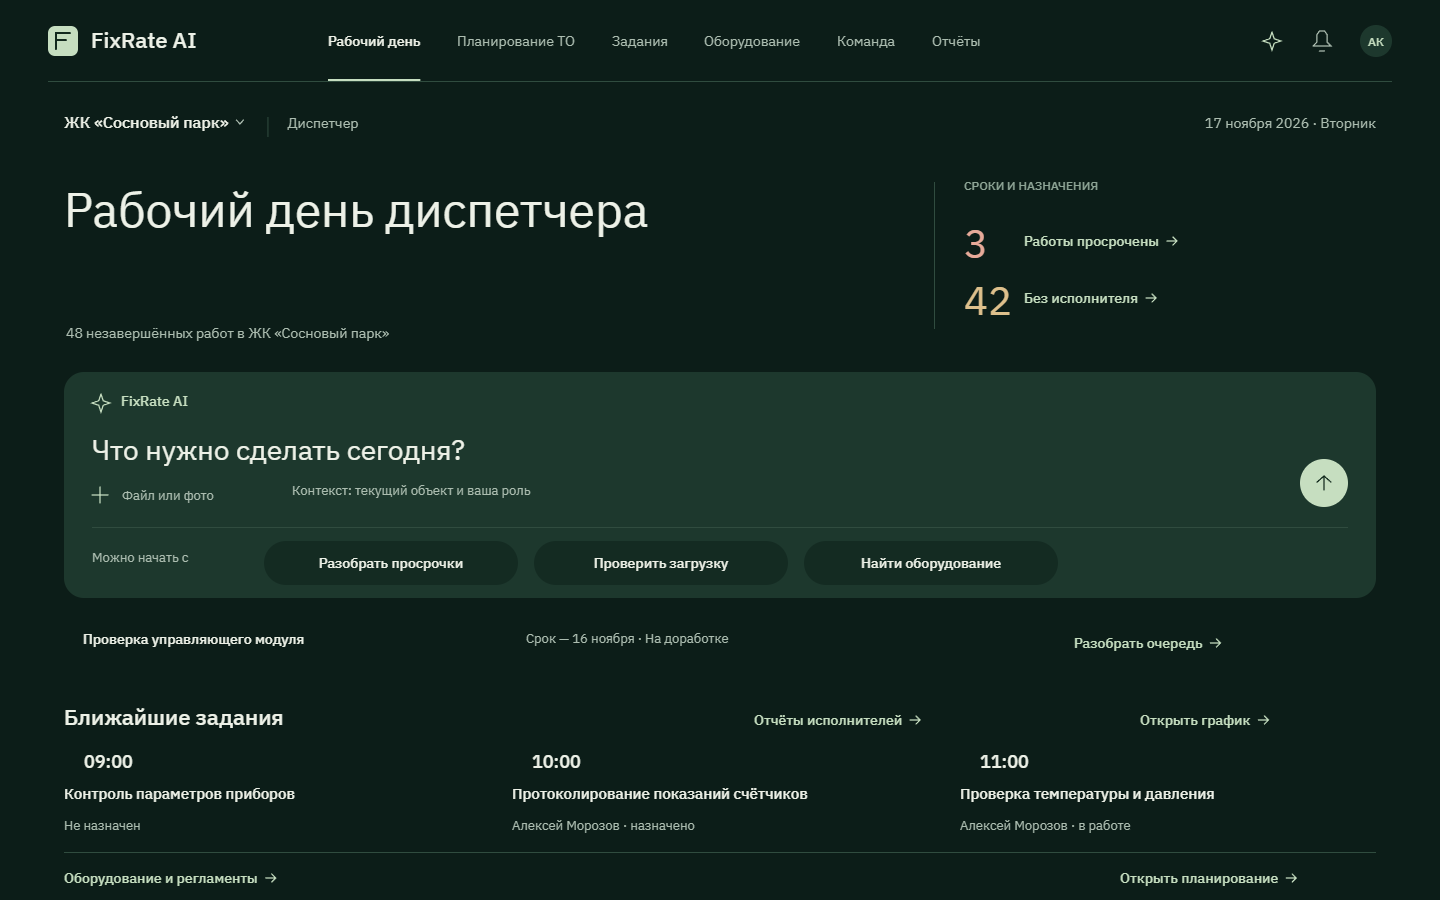 FixRate AI
Рабочий день
Планирование ТО
Задания
Оборудование
Команда
Отчёты
АК
ЖК «Сосновый парк»
Диспетчер
17 ноября 2026 · Вторник
Рабочий день диспетчера
СРОКИ И НАЗНАЧЕНИЯ
3 Работы просрочены →
42 Без исполнителя →
48 незавершённых работ в ЖК «Сосновый парк»
FixRate AI
Что нужно сделать сегодня?
Файл или фото
Контекст: текущий объект и ваша роль
Можно начать с
Разобрать просрочки
Проверить загрузку
Найти оборудование
Проверка управляющего модуля
Срок — 16 ноября · На доработке
Разобрать очередь →
Ближайшие задания
Отчёты исполнителей →
Открыть график →
09:00
Контроль параметров приборов
Не назначен
10:00
Протоколирование показаний счётчиков
Алексей Морозов · назначено
11:00
Проверка температуры и давления
Алексей Морозов · в работе
Оборудование и регламенты →
Открыть планирование →